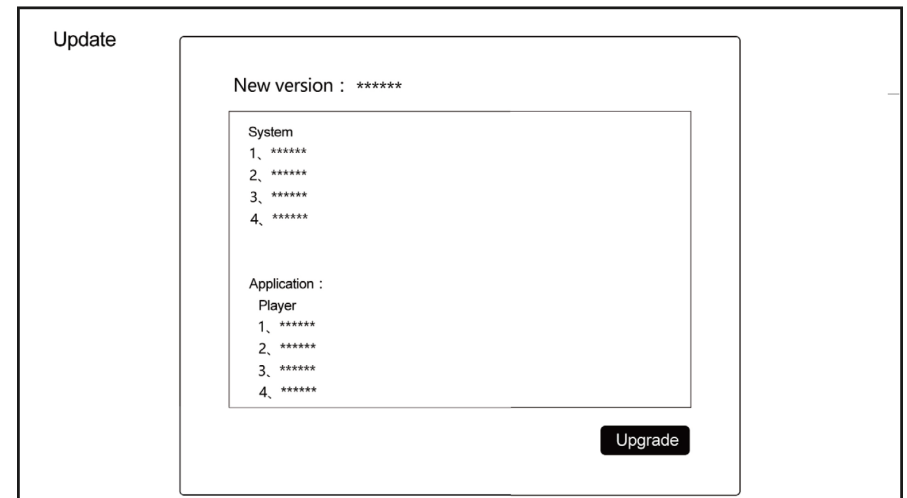 Update
New version： ******
System
1、******
2、******
3、******
4、******
Application：
Player
1、******
2、******
3、******
4、******
Upgrade